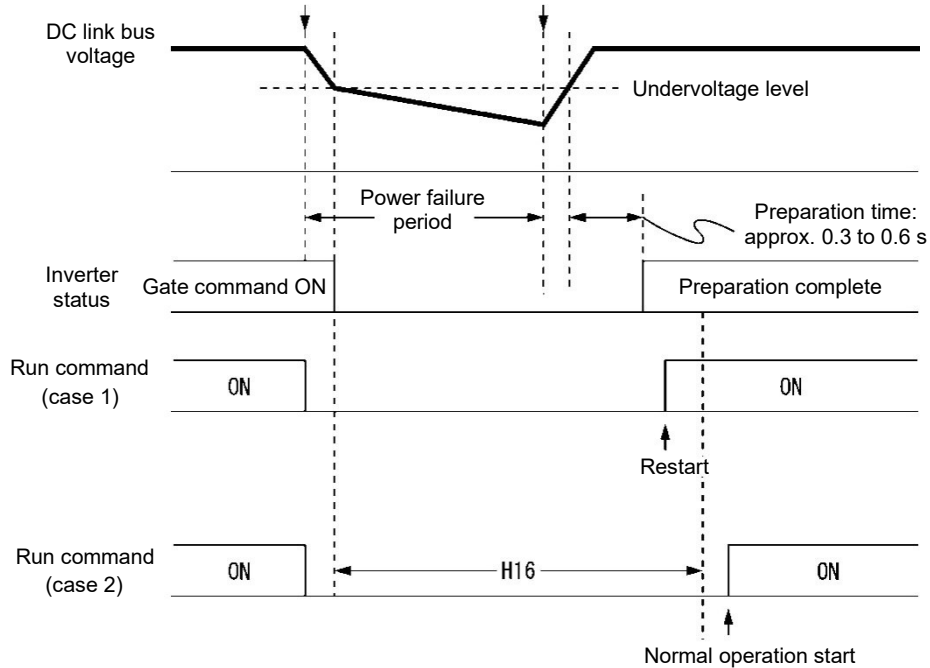 DC link bus
voltage
Undervoltage level
Power failure
period
Preparation time:
approx. 0.3 to 0.6 s
Inverter
status
Gate command ON
Preparation complete
Run command
(case 1)
ON
ON
Restart
Run command
(case 2)
ON
H16
ON
Normal operation start